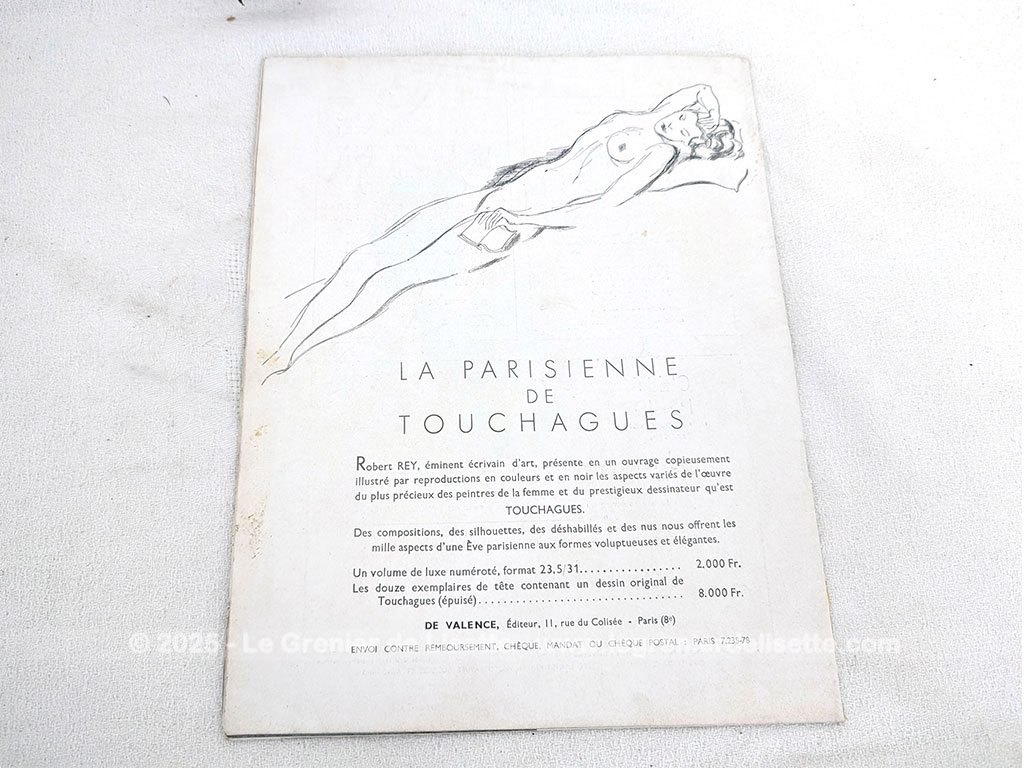 LA PARISIENNE
DE
TOUCHAGUES
Robert REY, éminent écrivain d'art, présente en un ouvrage copieusement
illustré par reproductions en couleurs et en noir les aspects variés de l'œuvre
du plus précieux des peintres de la femme et du prestigieux dessinateur qu'est
TOUCHAGUES.
Des compositions, des silhouettes, des déshabillés et des nus nous offrent les
mille aspects d'une Ève parisienne aux formes voluptueuses et élégantes.
Un volume de luxe numéroté, format 23,5/31................. 2.000 Fr.
Les douze exemplaires de tête contenant un dessin original de
Touchagues (épuisé).................................. 8.000 Fr.
DE VALENCE, Éditeur, 11, rue du Colisée - Paris (8e)
© 2025 - Le Grenier de
ENVOI CONTRE REMBOURSEMENT, CHÈQUE, MANDAT OU CHÈQUE POSTAL : PARIS 7.235-78